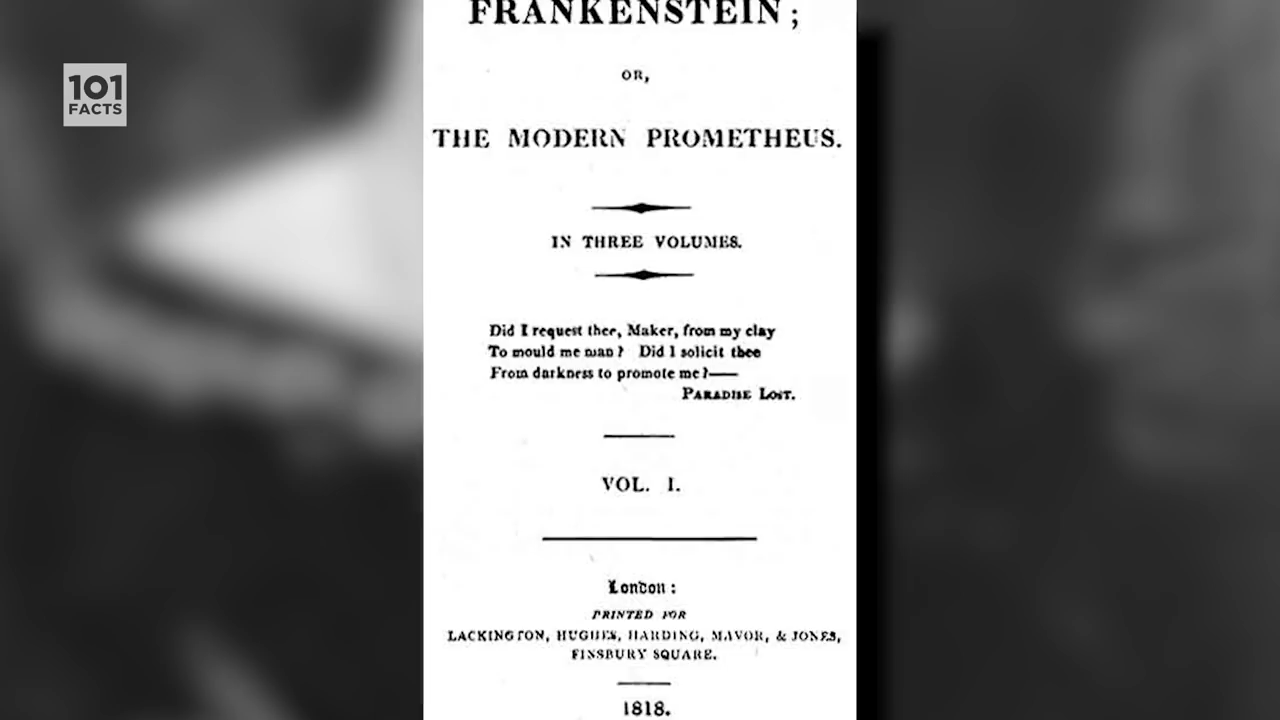 101
FACTS
FRANKENSTEIN;
OR,
THE MODERN PROMETHEUS.
IN THREE VOLUMES.
Did I request thee, Maker, from my clay
To mould me man? Did I solicit thee
From darkness to promote me?—
PARADISE LOST.
VOL. I.
London:
PRINTED FOR
LACKINGTON, HUGHES, HARDING, MAVOR, & JONES,
FINSBURY SQUARE.
1818.